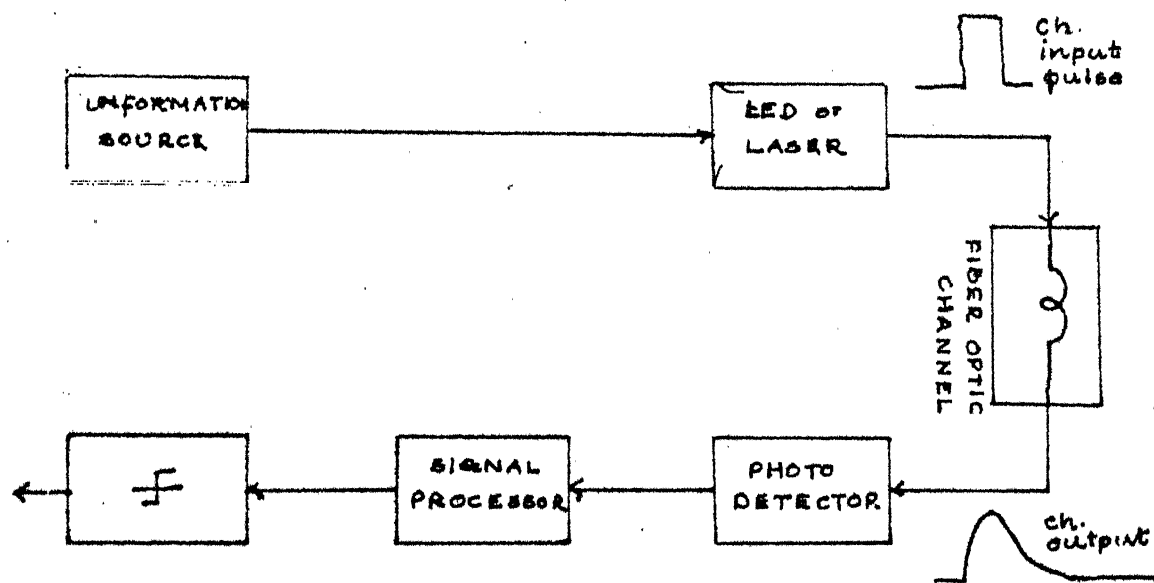 INFORMATION
SOURCE
LED or
LASER
ch.
input
pulse
FIBER OPTIC
CHANNEL
SIGNAL
PROCESSOR
PHOTO
DETECTOR
ch.
output